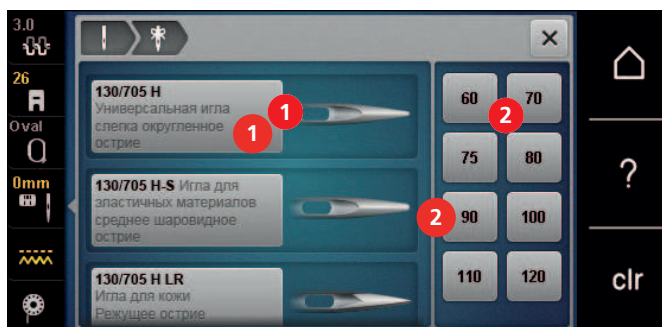 3.0
26
Oval
0mm
130/705 H
Универсальная игла
слегка округленное
острие
1
1
130/705 H-S Игла для
эластичных материалов
среднее шаровидное
острие
130/705 H LR
Игла для кожи
Режущее острие
60
70
2
75
80
2
90
100
110
120
?
clr